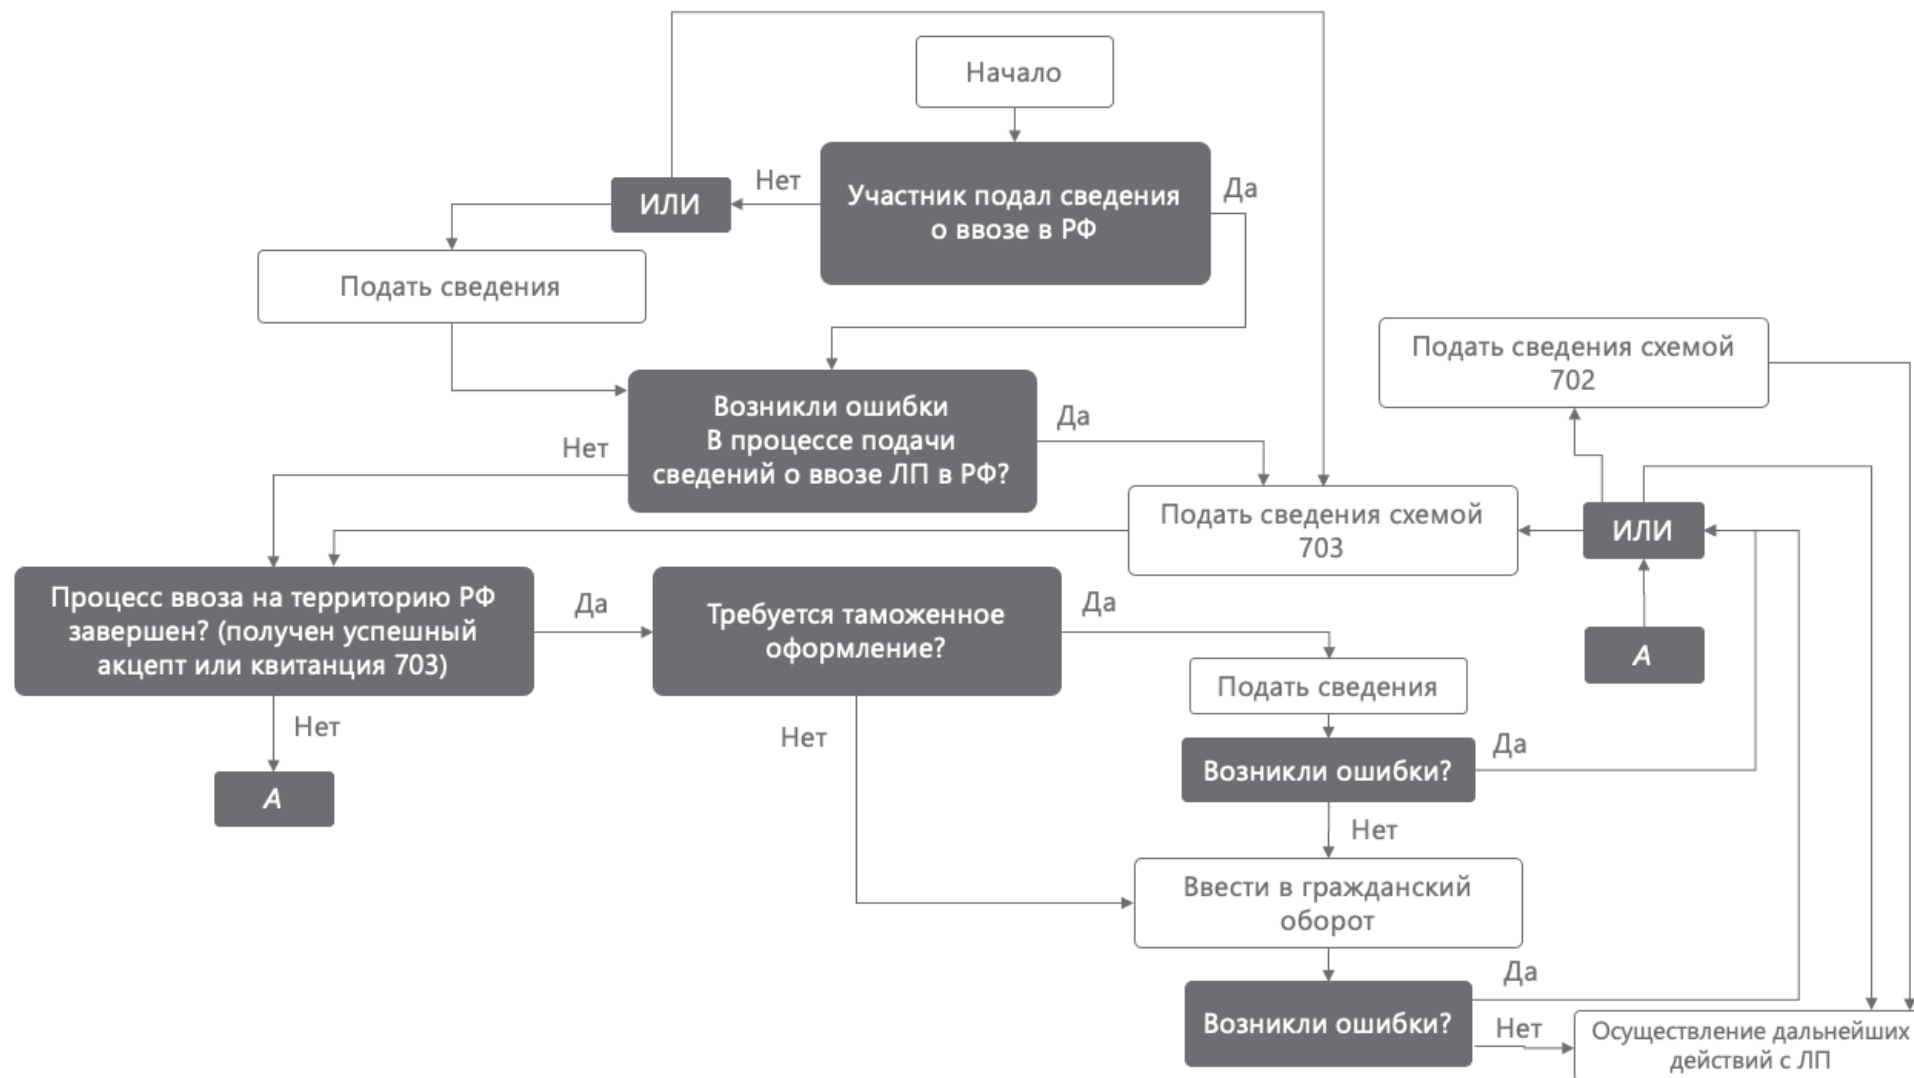 Начало
Участник подал сведения
о ввозе в РФ
Нет
Да
ИЛИ
Подать сведения
Возникли ошибки
В процессе подачи
сведений о ввозе ЛП в РФ?
Нет
Да
Подать сведения схемой
702
Подать сведения схемой
703
ИЛИ
А
Процесс ввоза на территорию РФ
завершен? (получен успешный
акцепт или квитанция 703)
Да
Нет
А
Требуется таможенное
оформление?
Да
Нет
Подать сведения
Возникли ошибки?
Да
Нет
Ввести в гражданский
оборот
Возникли ошибки?
Да
Нет
Осуществление дальнейших
действий с ЛП